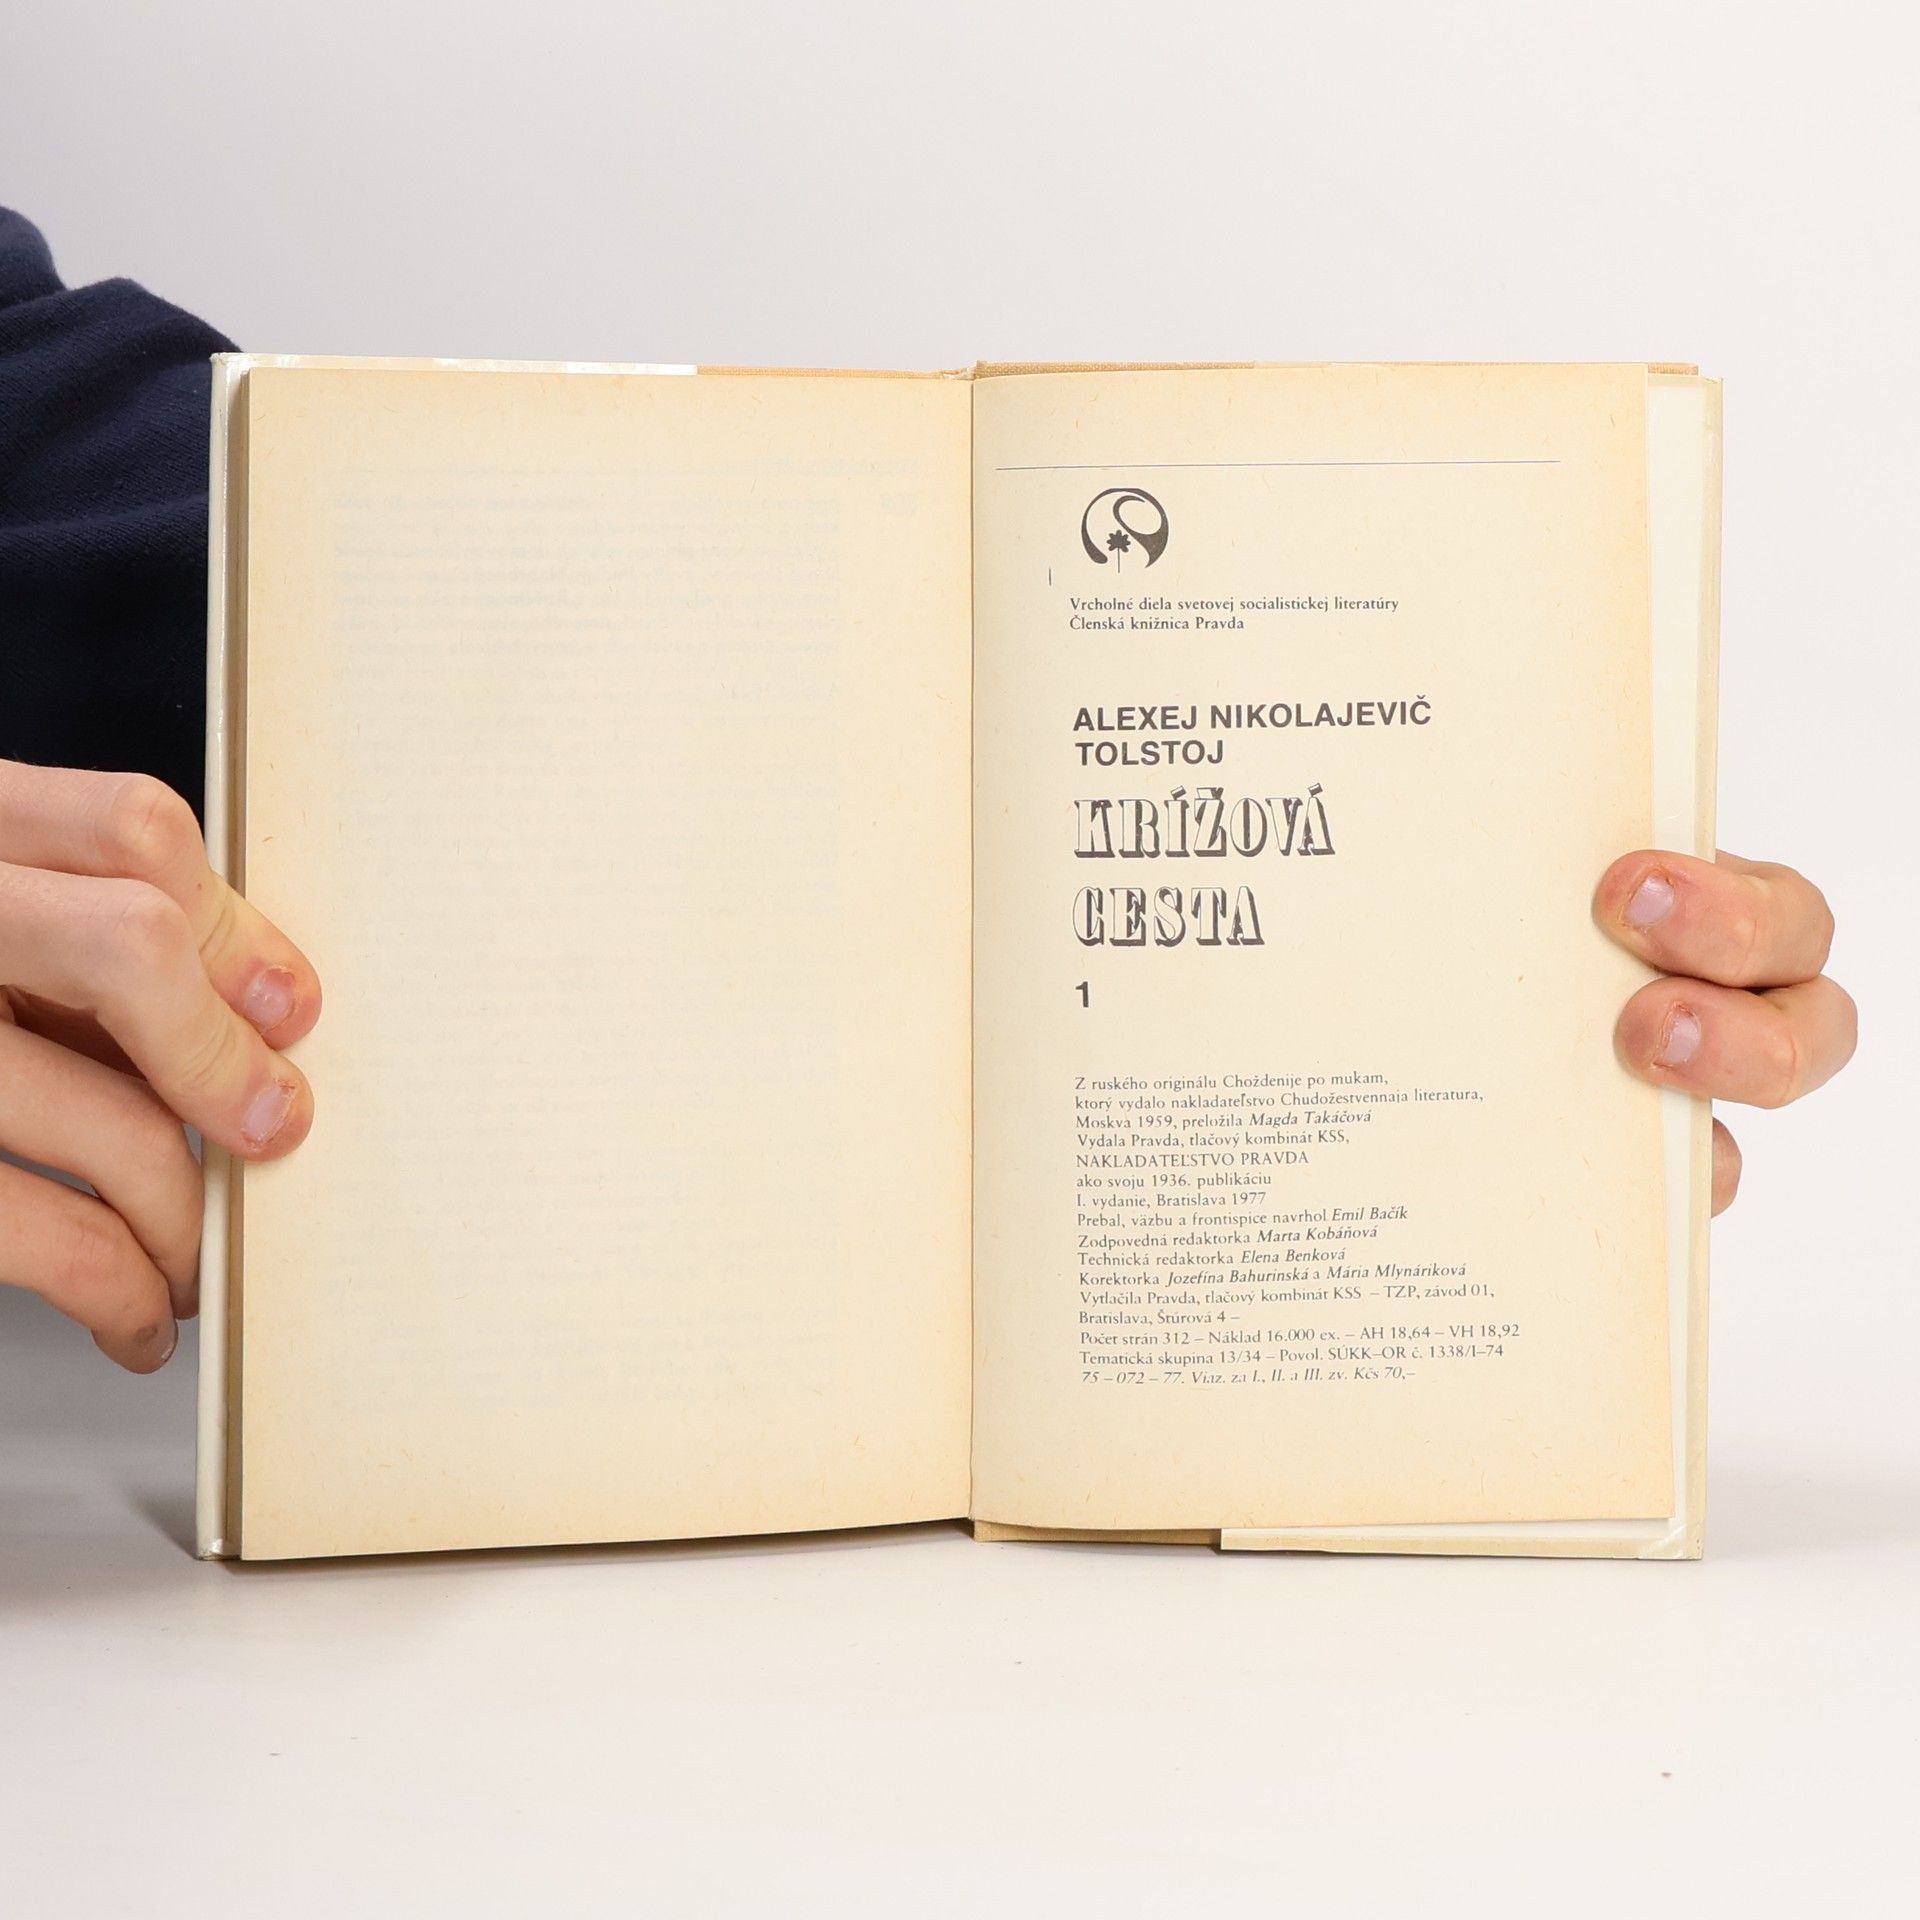 Vrcholné diela svetovej socialistickej literatúry
Členská knižnica Pravda
ALEXEJ NIKOLAJEVIČ
TOLSTOJ
KRÍŽOVÁ
CESTA
1
Z ruského originálu Choždenije po mukam,
ktorý vydalo nakladateľstvo Chudožestvennaja literatura,
Moskva 1959, preložila Magda Takáčová
Vydala Pravda, tlačový kombinát KSS,
NAKLADATEĽSTVO PRAVDA
ako svoju 1936. publikáciu
I. vydanie, Bratislava 1977
Prebal, väzbu a frontispice navrhol Emil Bačík
Zodpovedná redaktorka Marta Kobáňová
Technická redaktorka Elena Benková
Korektorka Jozefína Bahurinská a Mária Mlynáriková
Vytlačila Pravda, tlačový kombinát KSS – TZP, závod 01,
Bratislava, Štúrová 4 –
Počet strán 312 – Náklad 16.000 ex. – AH 18,64 – VH 18,92
Tematická skupina 13/34 – Povol. SÚKK–OR č. 1338/I–74
75 – 072 – 77. Viaz. za I., II. a III. zv. Kčs 70,–